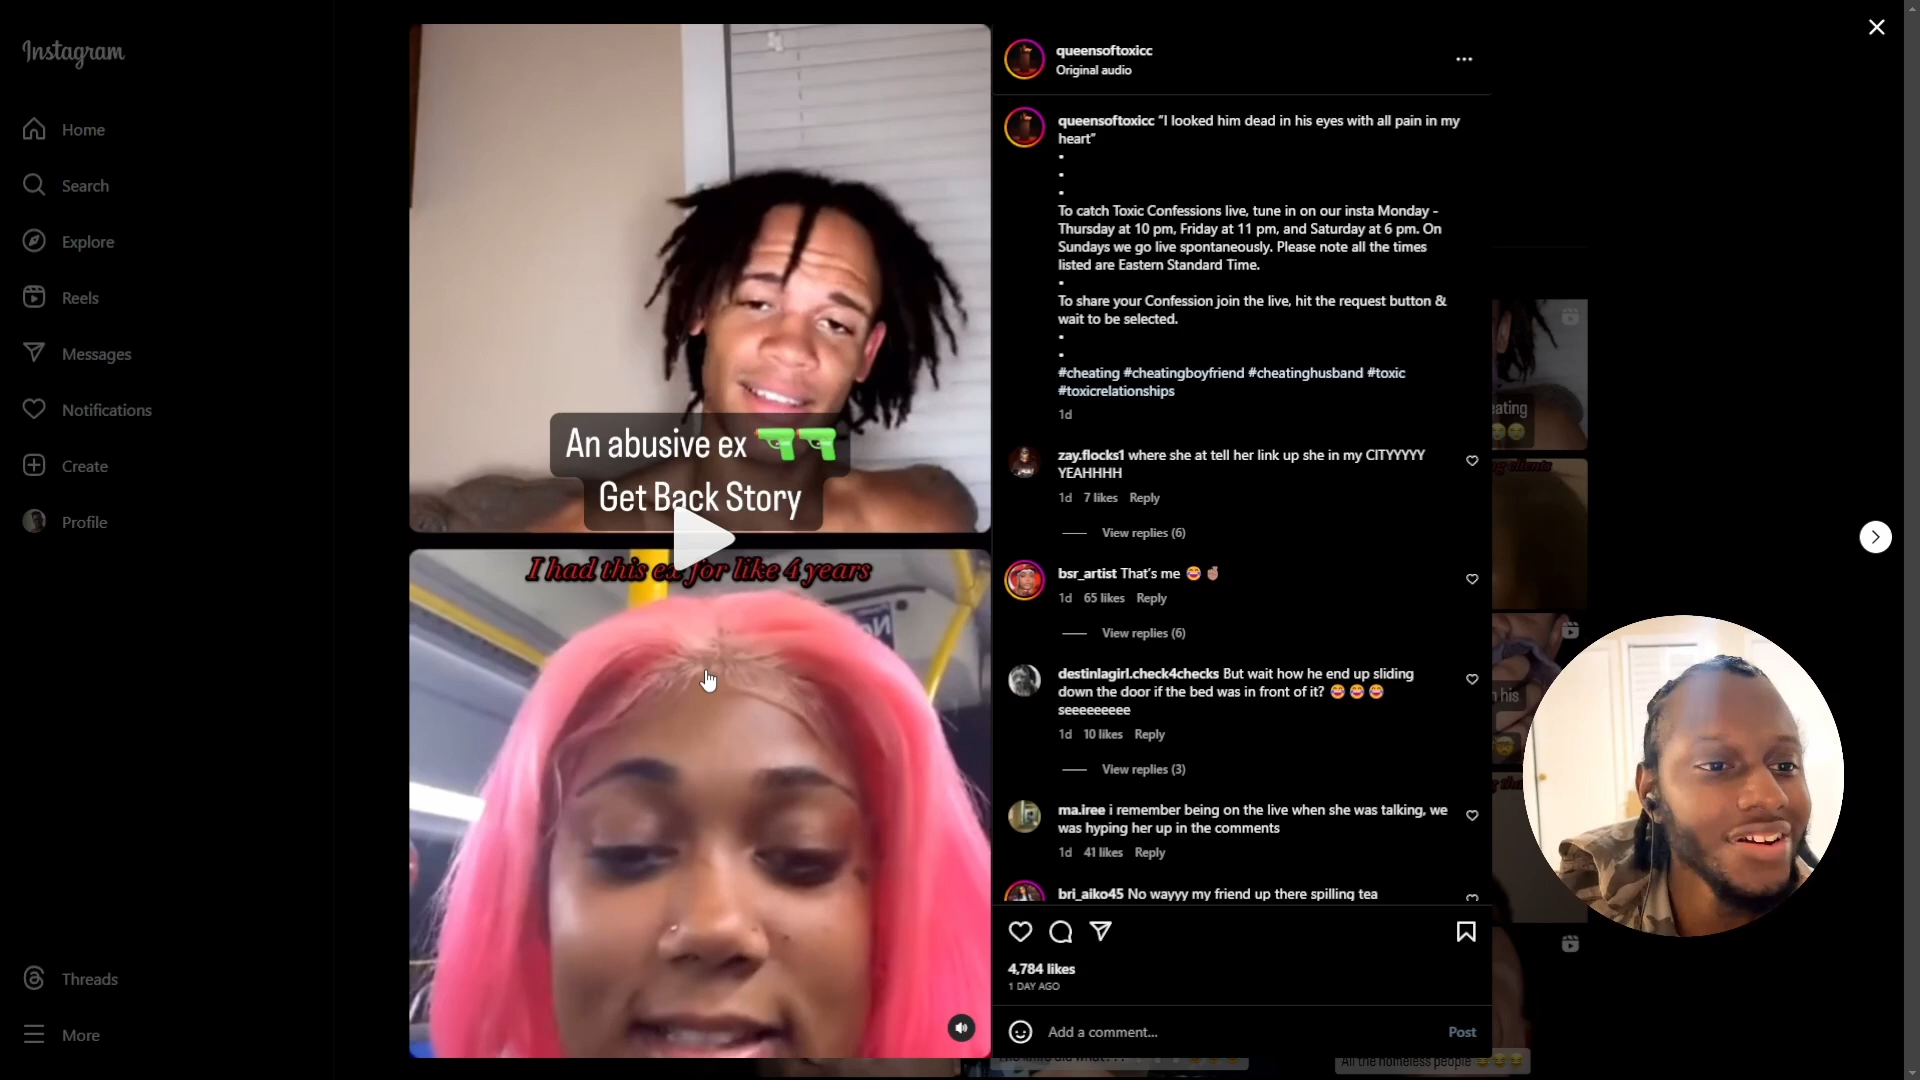 Instagram
Home
Search
Explore
Reels
Messages
Notifications
Create
Profile
Threads
More
An abusive ex
Get Back Story
I had this ex for like 4 years
queensoftoxicc
Original audio
queensoftoxicc “I looked him dead in his eyes with all pain in my
heart”
•
•
•
To catch Toxic Confessions live, tune in on our insta Monday -
Thursday at 10 pm, Friday at 11 pm, and Saturday at 6 pm. On
Sundays we go live spontaneously. Please note all the times
listed are Eastern Standard Time.
•
To share your Confession join the live, hit the request button &
wait to be selected.
•
•
#cheating #cheatingboyfriend #cheatinghusband #toxic
#toxicrelationships
1d
zay.flocks1 where she at tell her link up she in my CITYYYYY
YEAHHHH
1d 7 likes Reply
View replies (6)
bsr_artist That's me 😂✌🏽
1d 65 likes Reply
View replies (6)
destinlagirl.check4checks But wait how he end up sliding
down the door if the bed was in front of it? 😂 😂 😂
seeeeeeeee
1d 10 likes Reply
View replies (3)
ma.iree i remember being on the live when she was talking, we
was hyping her up in the comments
1d 41 likes Reply
bri_aiko45 No wayyy my friend up there spilling tea
4,784 likes
1 DAY AGO
Add a comment...
Post
eating
clients
his
All the homeless people